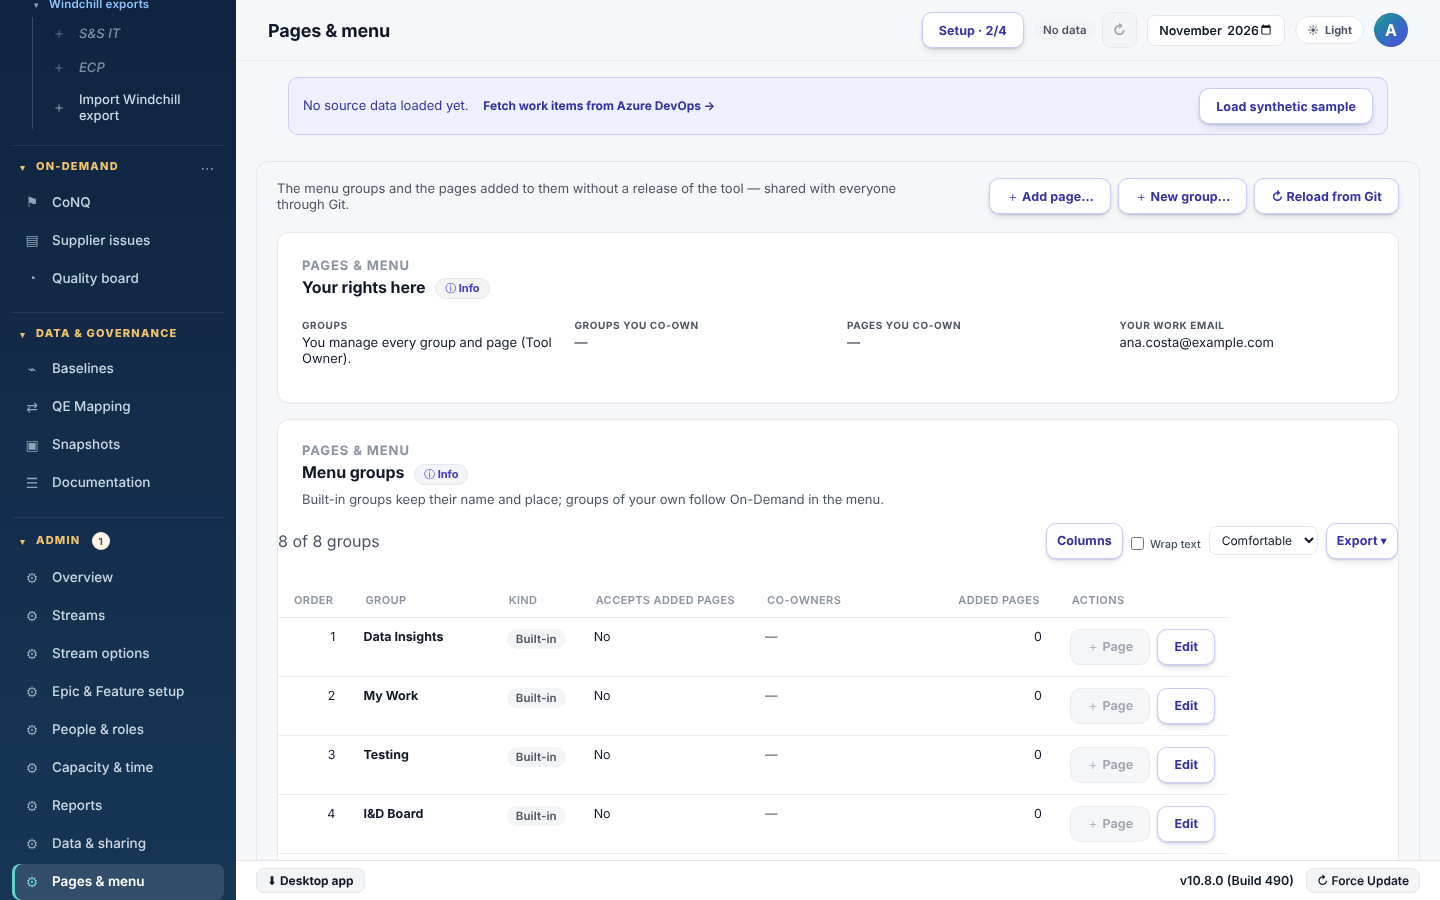 Windchill exports
S&S IT
ECP
Import Windchill
export
ON-DEMAND
CoNQ
Supplier issues
Quality board
DATA & GOVERNANCE
Baselines
QE Mapping
Snapshots
Documentation
ADMIN 1
Overview
Streams
Stream options
Epic & Feature setup
People & roles
Capacity & time
Reports
Data & sharing
Pages & menu
Pages & menu
Setup · 2/4
No data
November 2026
Light
A
No source data loaded yet. Fetch work items from Azure DevOps →
Load synthetic sample
The menu groups and the pages added to them without a release of the tool — shared with everyone
through Git.
+ Add page…
+ New group…
↻ Reload from Git
PAGES & MENU
Your rights here ⓘ Info
GROUPS
You manage every group and page (Tool
Owner).
GROUPS YOU CO-OWN
—
PAGES YOU CO-OWN
—
YOUR WORK EMAIL
ana.costa@example.com
PAGES & MENU
Menu groups ⓘ Info
Built-in groups keep their name and place; groups of your own follow On-Demand in the menu.
8 of 8 groups
Columns
Wrap text
Comfortable
Export ▾
ORDER GROUP KIND ACCEPTS ADDED PAGES CO-OWNERS ADDED PAGES ACTIONS
1 Data Insights Built-in No — 0 + Page Edit
2 My Work Built-in No — 0 + Page Edit
3 Testing Built-in No — 0 + Page Edit
4 I&D Board Built-in No — 0 + Page Edit
⬇ Desktop app
v10.8.0 (Build 490)
↻ Force Update